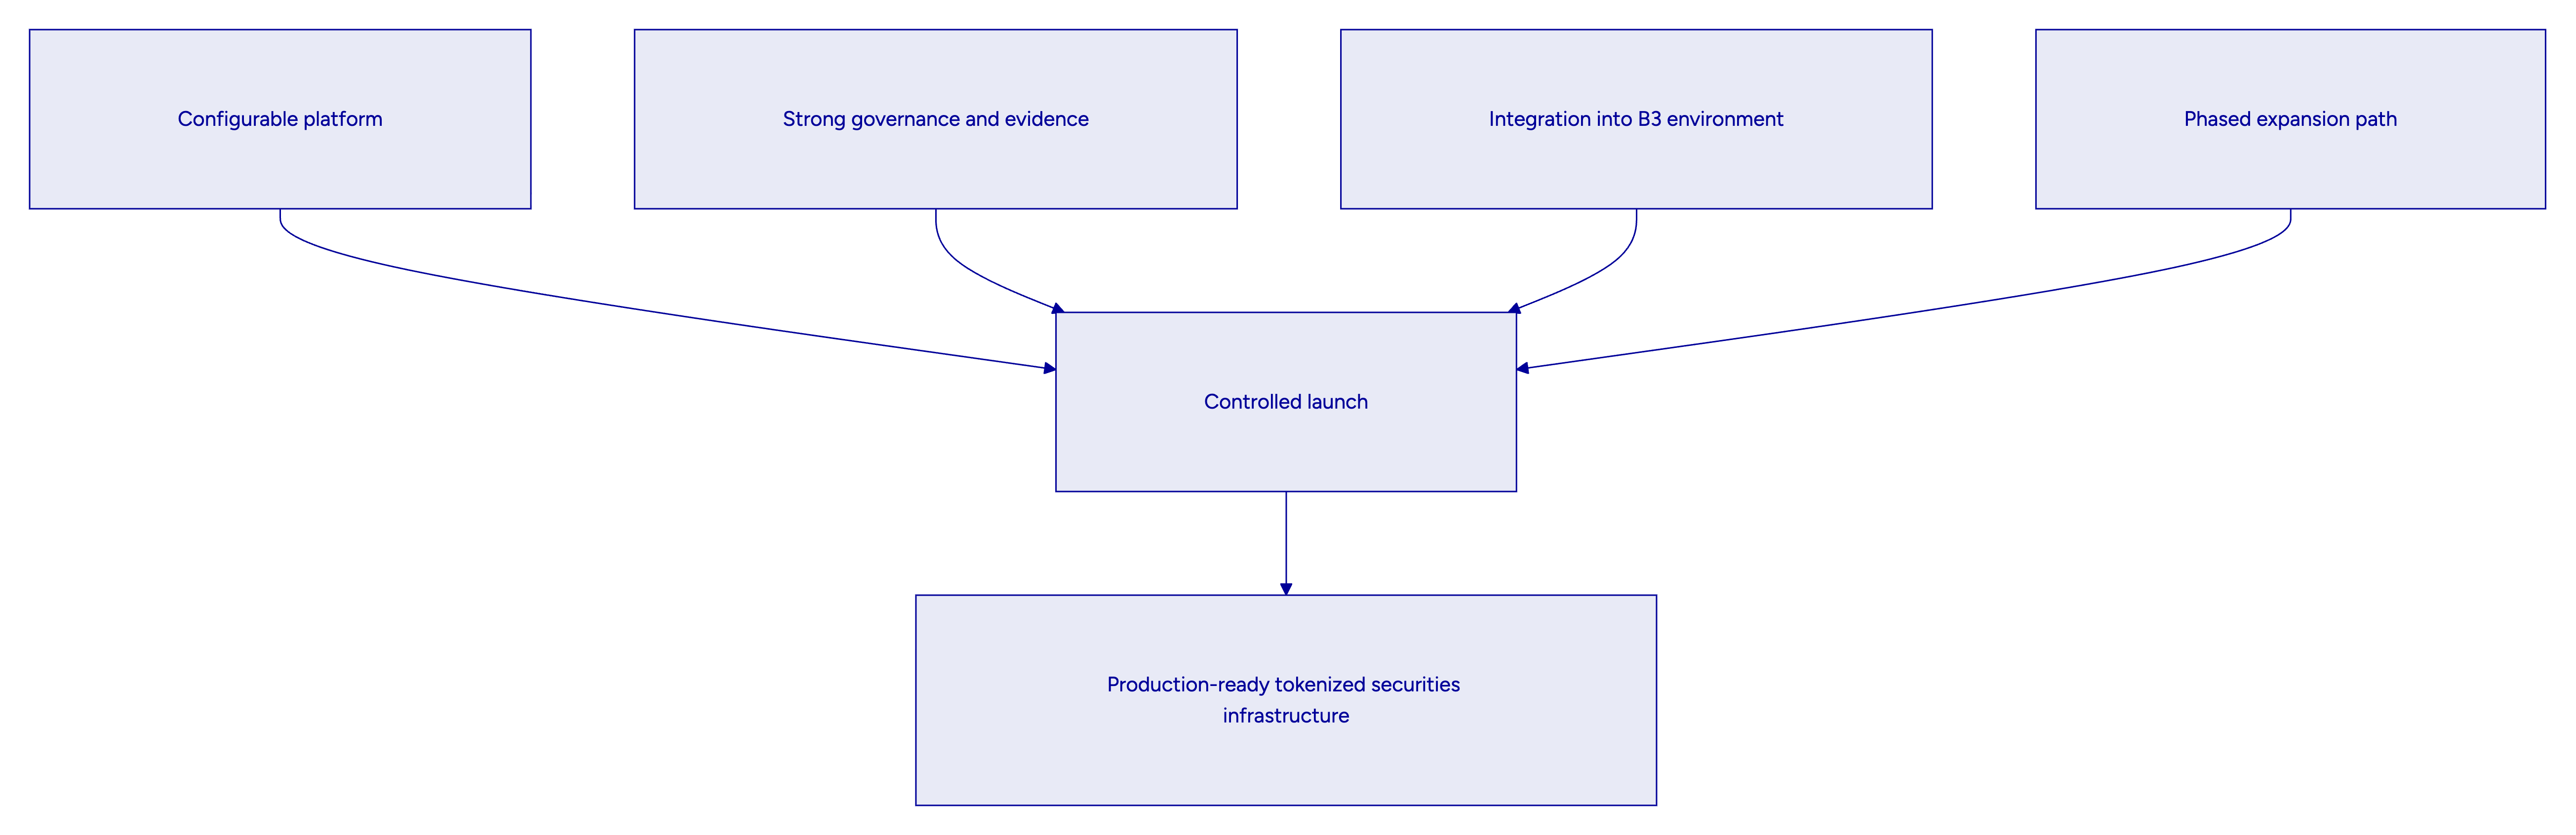 Configurable platform
Strong governance and evidence
Integration into B3 environment
Phased expansion path
Controlled launch
Production-ready tokenized securities
infrastructure